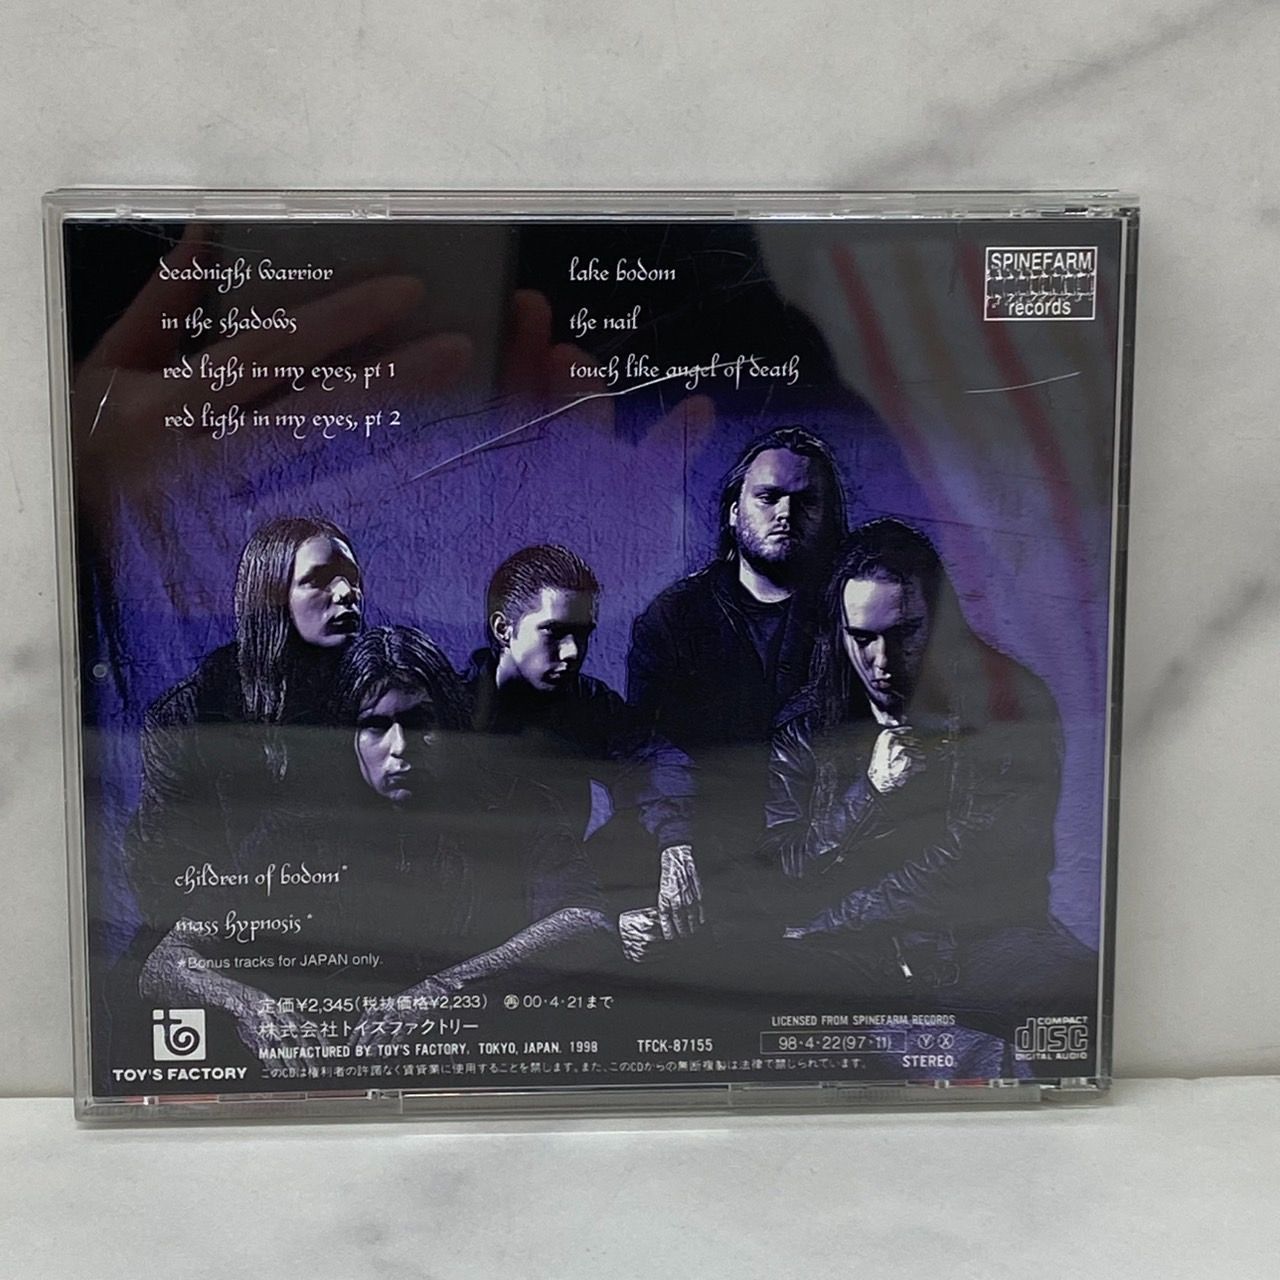 deadnight warrior
in the shadows
red light in my eyes, pt 1
red light in my eyes, pt 2
lake bodom
the nail
touch like angel of death
SPINEFARM
records
children of bodom*
mass hypnosis*
*Bonus tracks for JAPAN only.
定価¥2,345(税抜価格¥2,233) 再 00・4・21まで
株式会社トイズファクトリー
MANUFACTURED BY TOY'S FACTORY, TOKYO, JAPAN. 1998 TFCK-87155
このCDは権利者の許諾なく賃貸業に使用することを禁じます。また、このCDからの無断複製は法律で禁じられています。
TOY'S FACTORY
LICENSED FROM SPINEFARM RECORDS
98・4・22(97・11) Y X
STEREO
COMPACT
disc
DIGITAL AUDIO